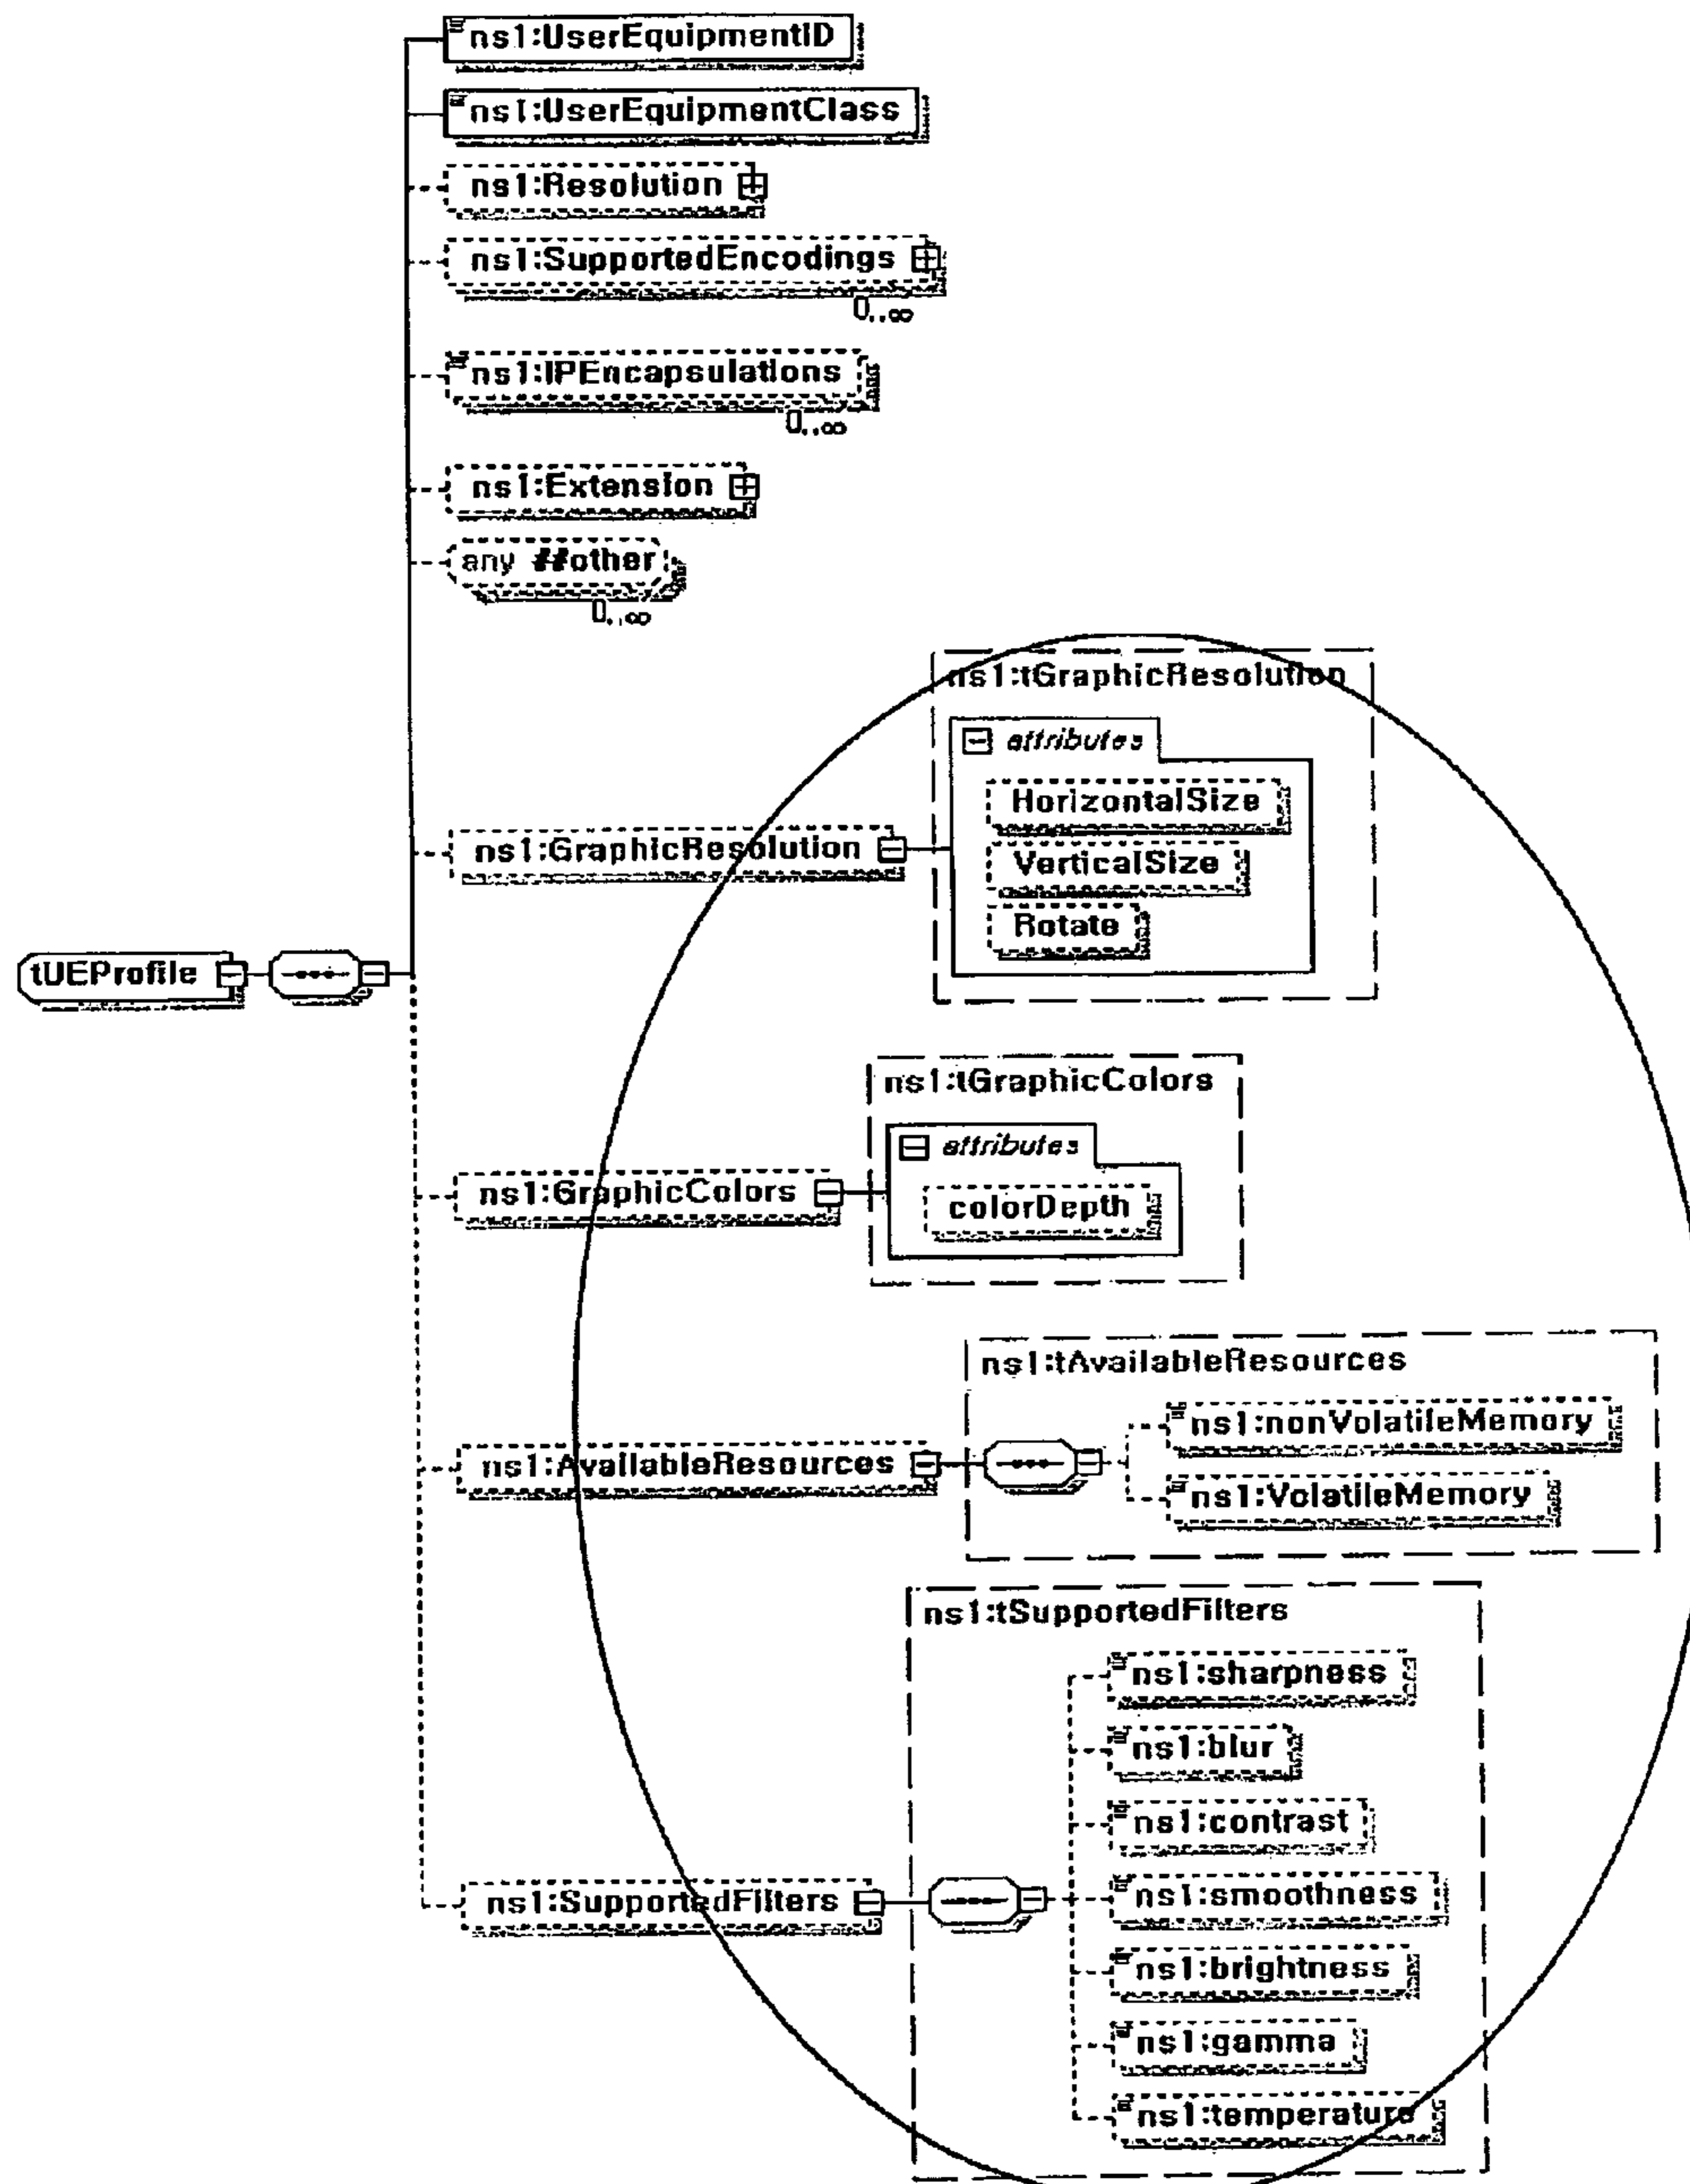 ns1:UserEquipmentID
ns1:UserEquipmentClass
ns1:Resolution
ns1:SupportedEncodings
0..∞
ns1:IPEncapsulations
0..∞
ns1:Extension
any ##other
0..∞
ns1:tGraphicResolution
attributes
HorizontalSize
VerticalSize
Rotate
ns1:GraphicResolution
tUEProfile
ns1:tGraphicColors
attributes
colorDepth
ns1:GraphicColors
ns1:tAvailableResources
ns1:nonVolatileMemory
ns1:AvailableResources
ns1:VolatileMemory
ns1:tSupportedFilters
ns1:sharpness
ns1:blur
ns1:contrast
ns1:smoothness
ns1:SupportedFilters
ns1:brightness
ns1:gamma
ns1:temperature